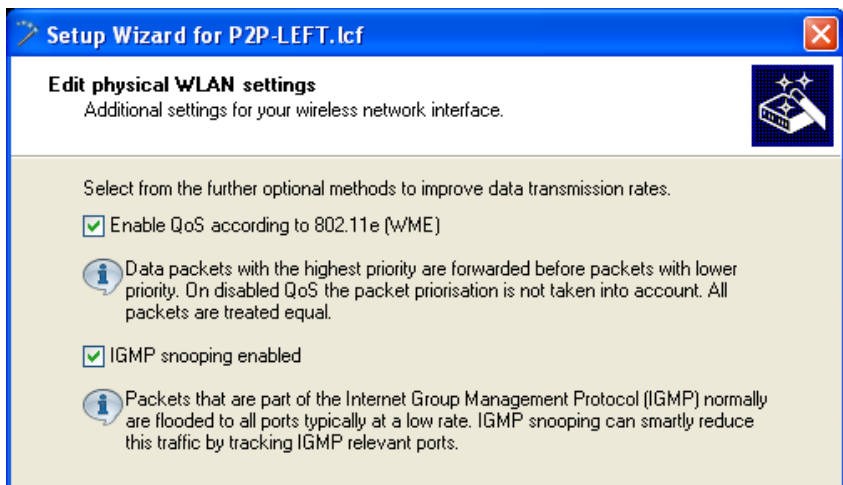 Setup Wizard for P2P-LEFT.lcf
Edit physical WLAN settings
Additional settings for your wireless network interface.
Select from the further optional methods to improve data transmission rates.
Enable QoS according to 802.11e (WME)
Data packets with the highest priority are forwarded before packets with lower
priority. On disabled QoS the packet priorisation is not taken into account. All
packets are treated equal.
IGMP snooping enabled
Packets that are part of the Internet Group Management Protocol (IGMP) normally
are flooded to all ports typically at a low rate. IGMP snooping can smartly reduce
this traffic by tracking IGMP relevant ports.